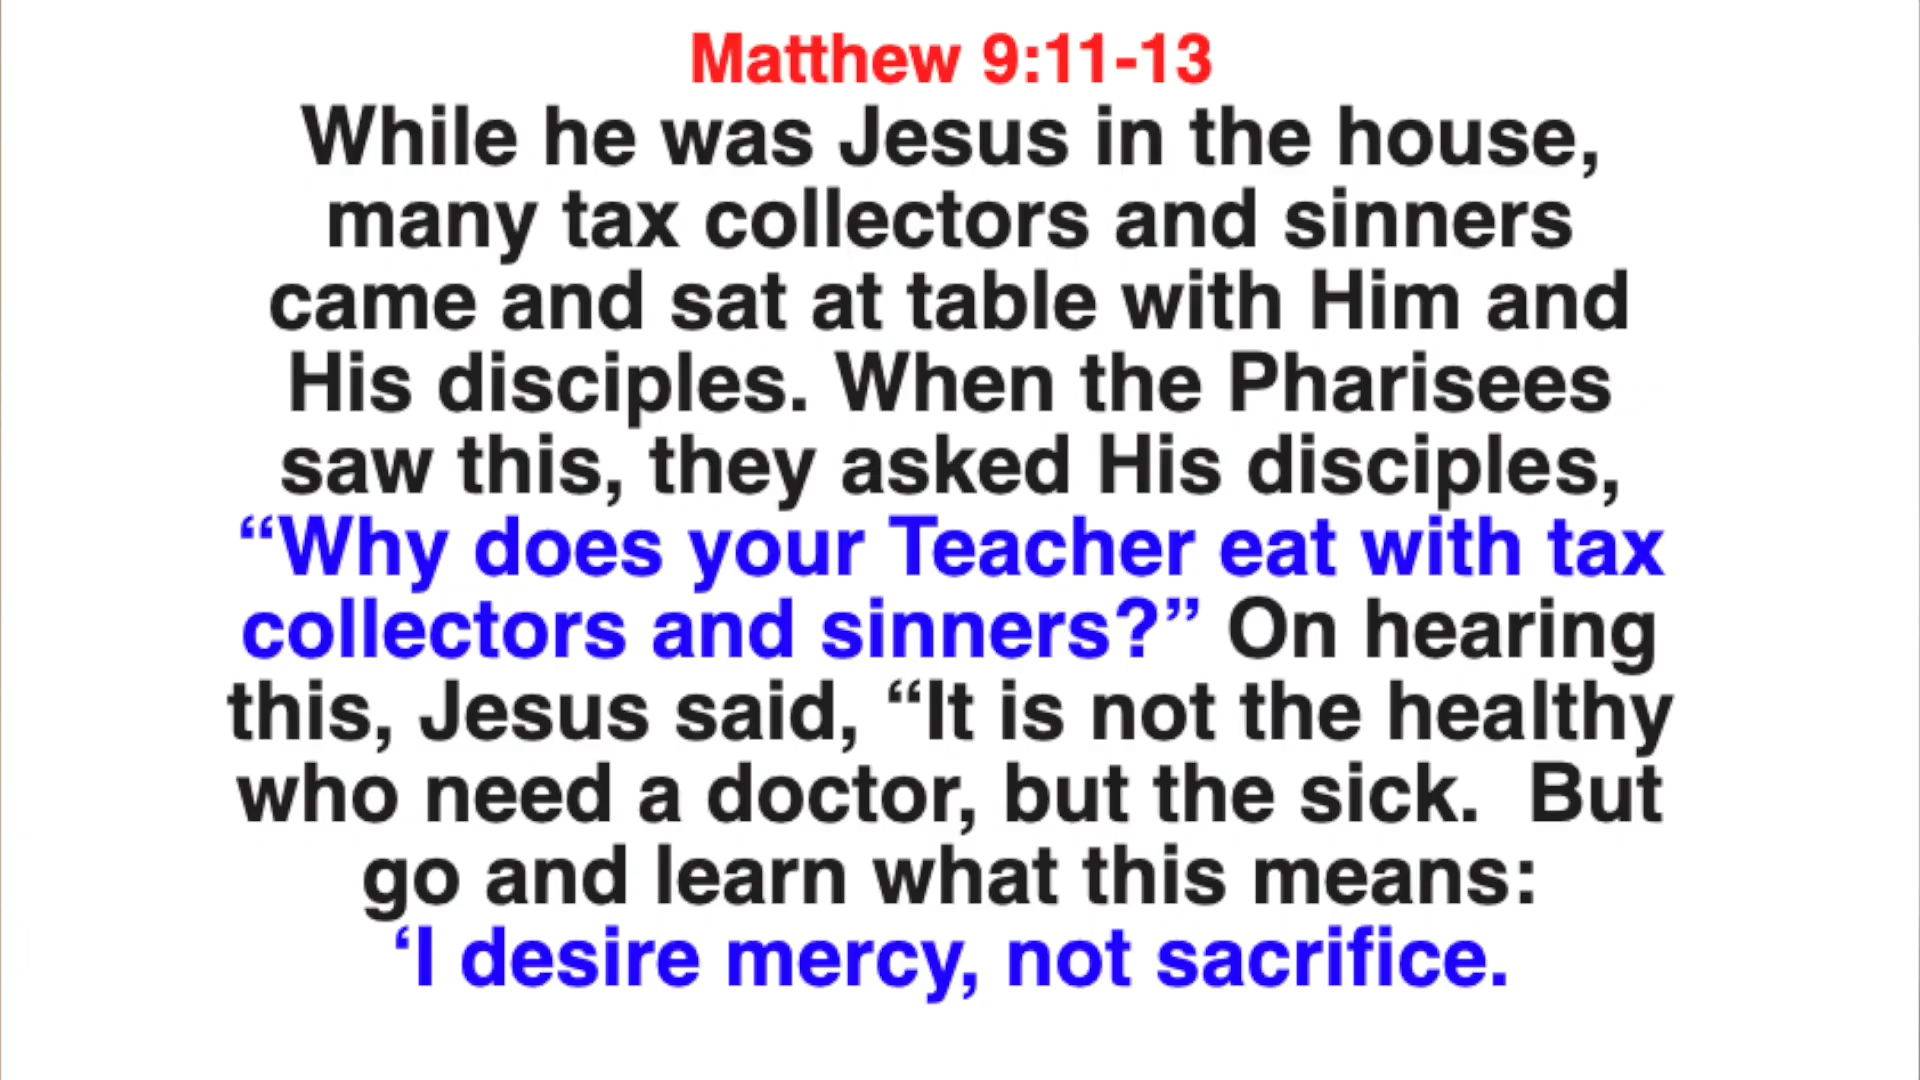 Matthew 9:11-13
While he was Jesus in the house,
many tax collectors and sinners
came and sat at table with Him and
His disciples. When the Pharisees
saw this, they asked His disciples,
“Why does your Teacher eat with tax
collectors and sinners?” On hearing
this, Jesus said, “It is not the healthy
who need a doctor, but the sick.  But
go and learn what this means:
‘I desire mercy, not sacrifice.